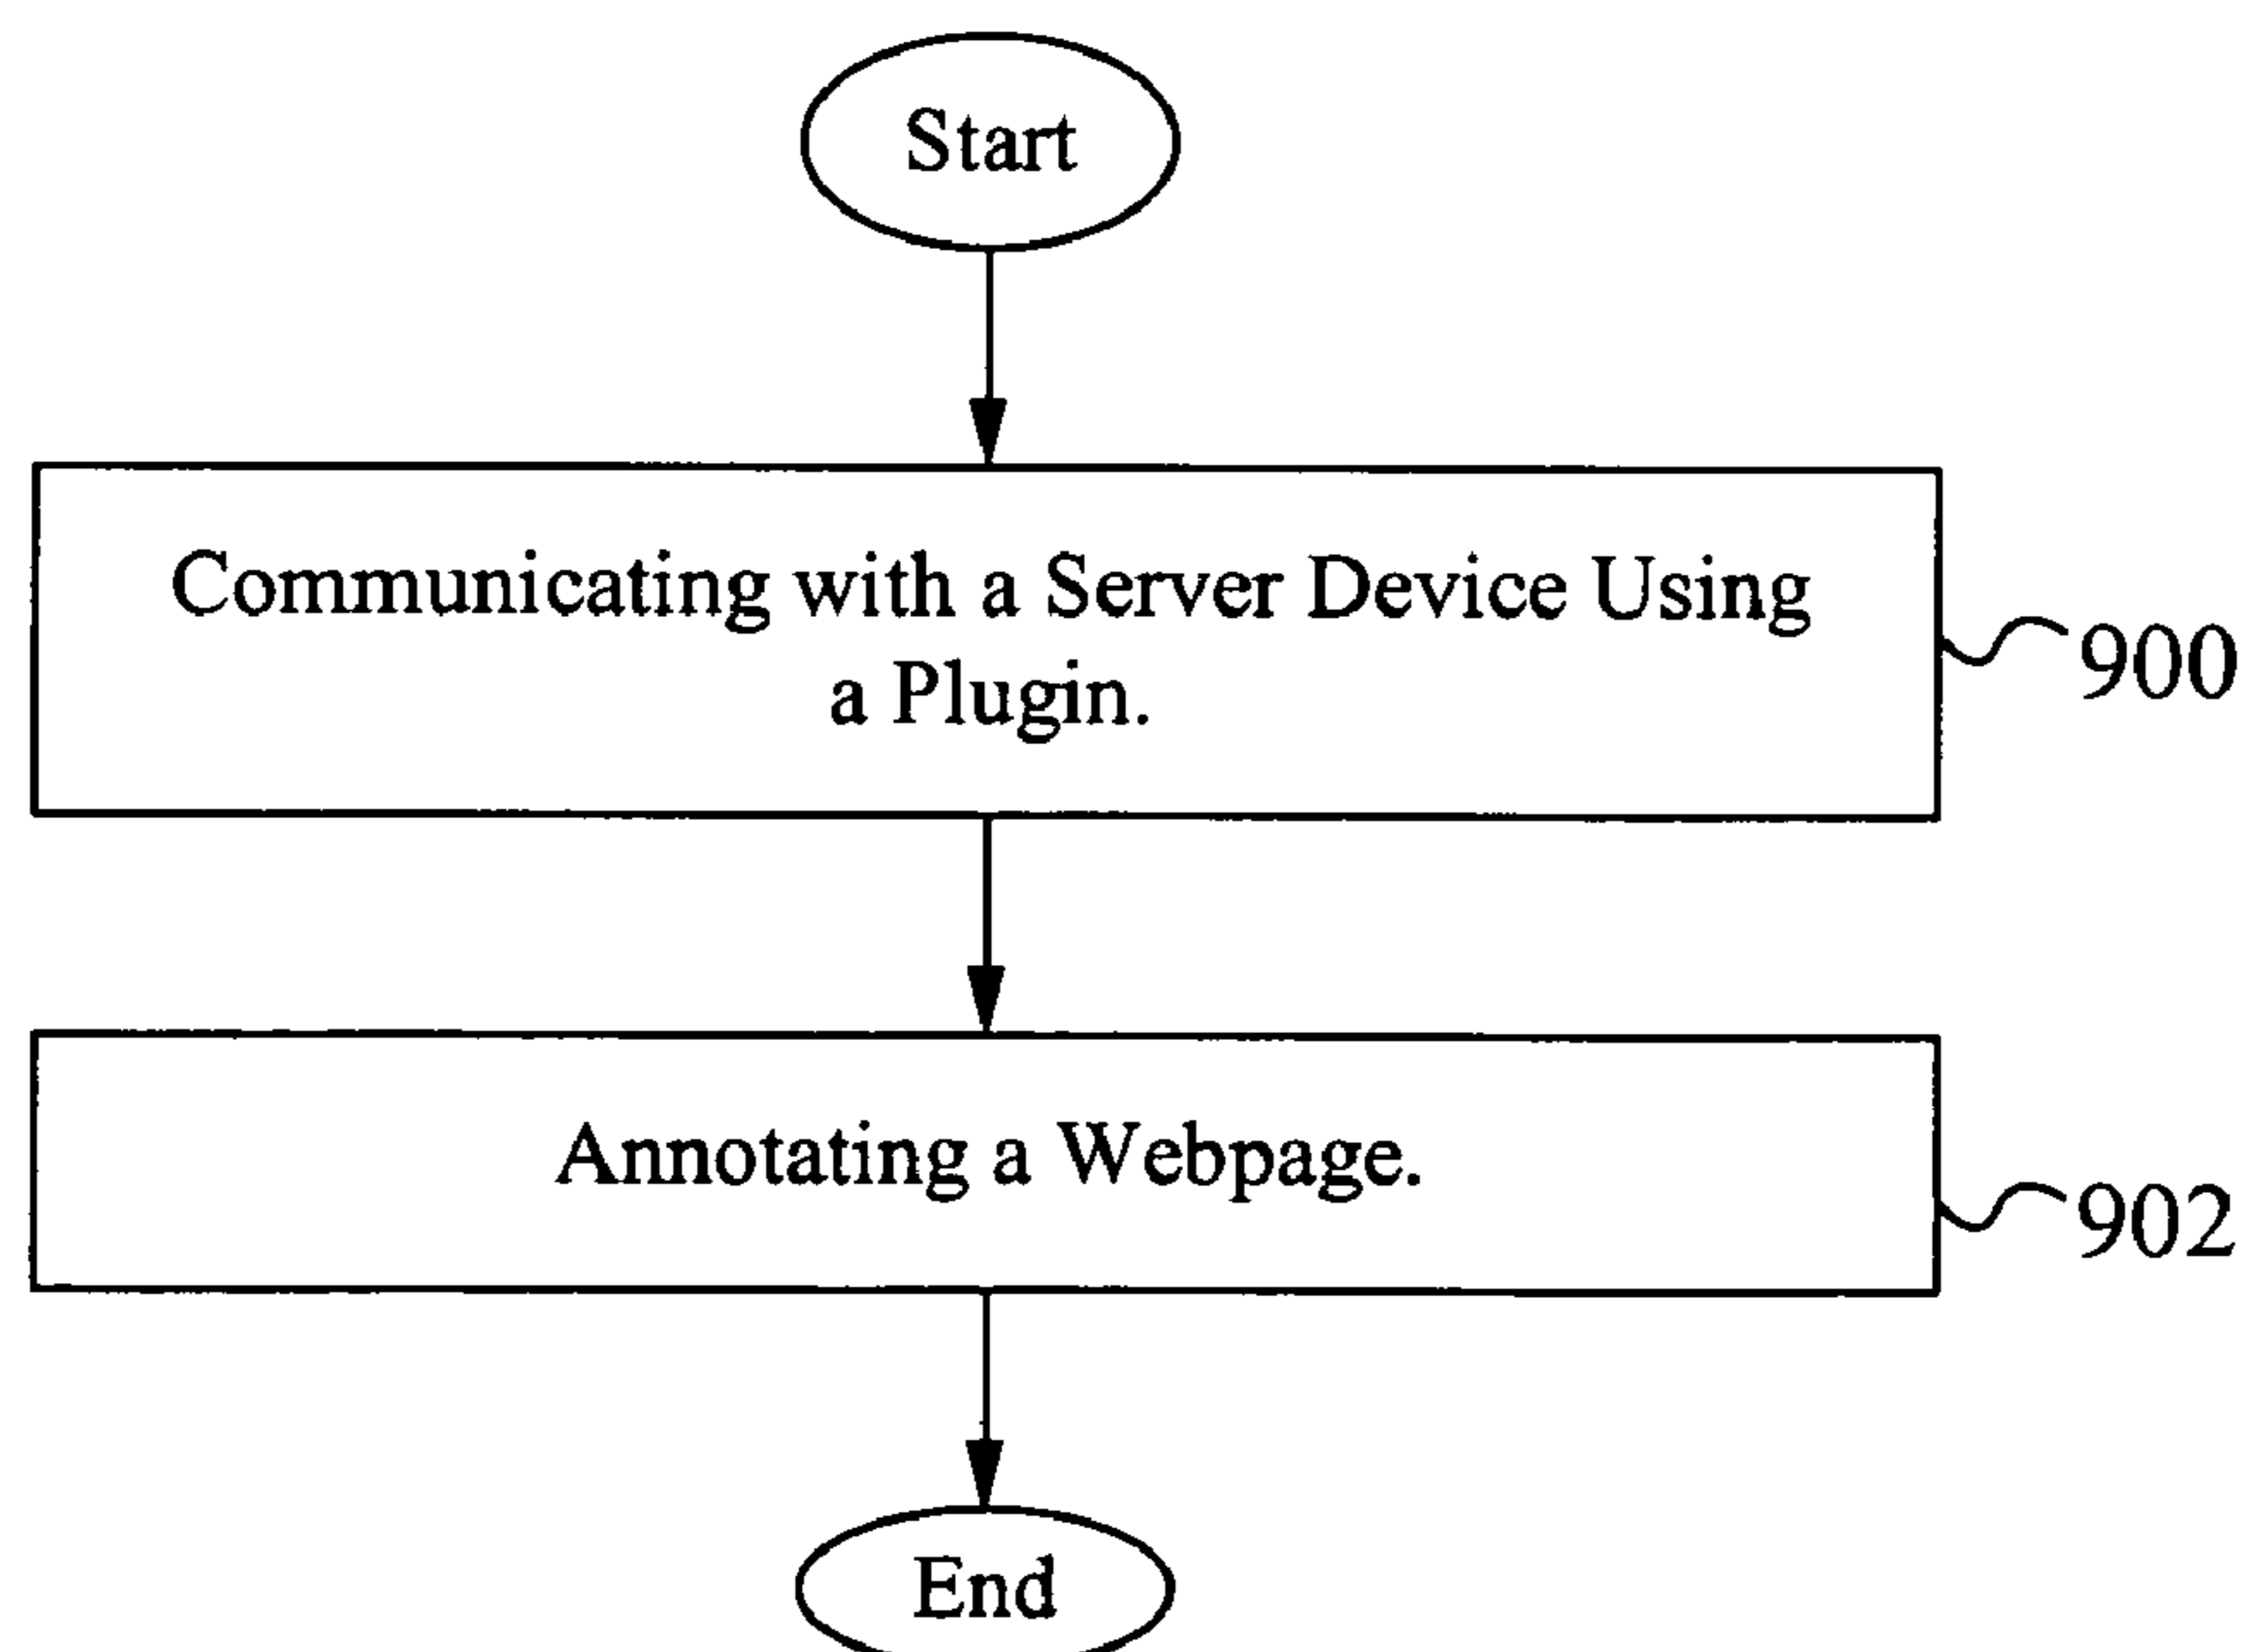 Start
Communicating with a Server Device Using
a Plugin.
900
Annotating a Webpage.
902
End